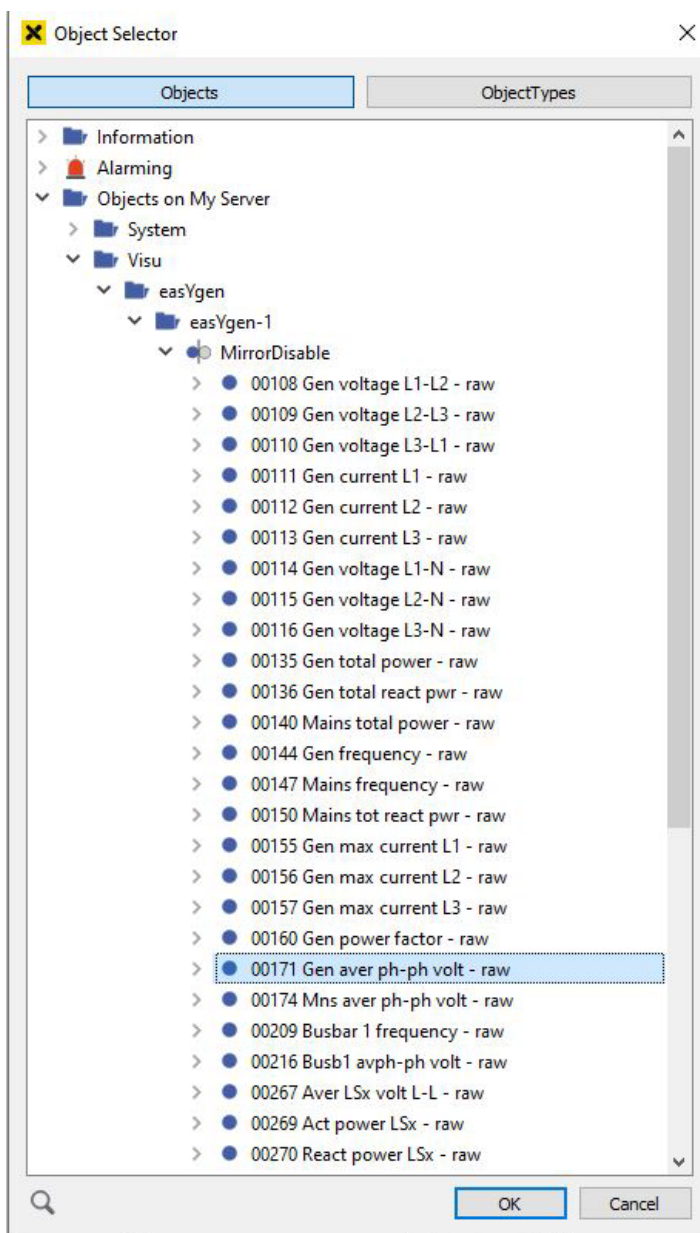 Object Selector
Objects
ObjectTypes
Information
Alarming
Objects on My Server
System
Visu
easYgen
easYgen-1
MirrorDisable
00108 Gen voltage L1-L2 - raw
00109 Gen voltage L2-L3 - raw
00110 Gen voltage L3-L1 - raw
00111 Gen current L1 - raw
00112 Gen current L2 - raw
00113 Gen current L3 - raw
00114 Gen voltage L1-N - raw
00115 Gen voltage L2-N - raw
00116 Gen voltage L3-N - raw
00135 Gen total power - raw
00136 Gen total react pwr - raw
00140 Mains total power - raw
00144 Gen frequency - raw
00147 Mains frequency - raw
00150 Mains tot react pwr - raw
00155 Gen max current L1 - raw
00156 Gen max current L2 - raw
00157 Gen max current L3 - raw
00160 Gen power factor - raw
00171 Gen aver ph-ph volt - raw
00174 Mns aver ph-ph volt - raw
00209 Busbar 1 frequency - raw
00216 Busb1 avph-ph volt - raw
00267 Aver LSx volt L-L - raw
00269 Act power LSx - raw
00270 React power LSx - raw
OK
Cancel